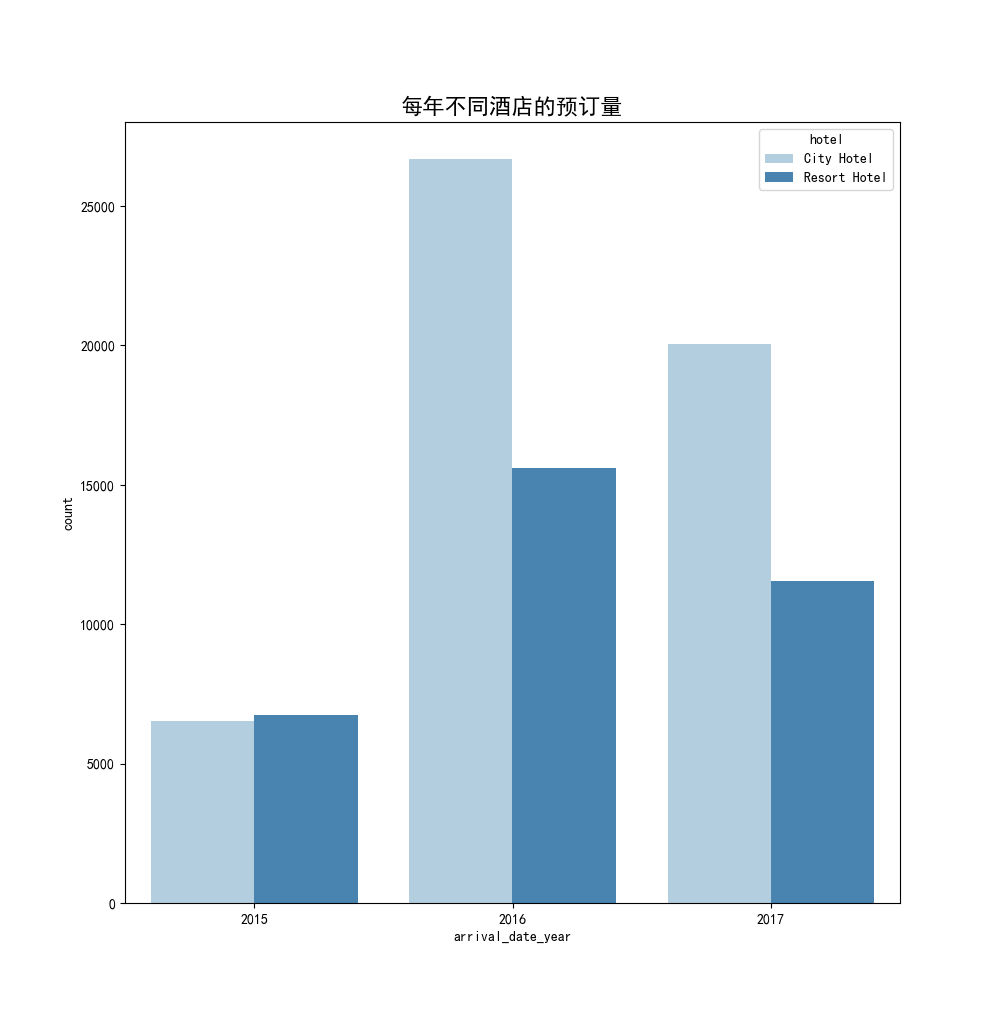 每年不同酒店的预订量
hotel
City Hotel
Resort Hotel
25000
20000
15000
10000
5000
0
count
2015
2016
2017
arrival_date_year